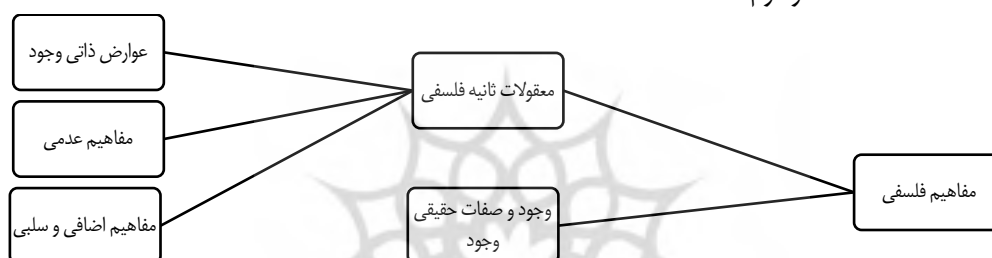 مفاهیم فلسفی
معقولات ثانیه فلسفی
وجود و صفات حقیقی
وجود
عوارض ذاتی وجود
مفاهیم عدمی
مفاهیم اضافی و سلبی